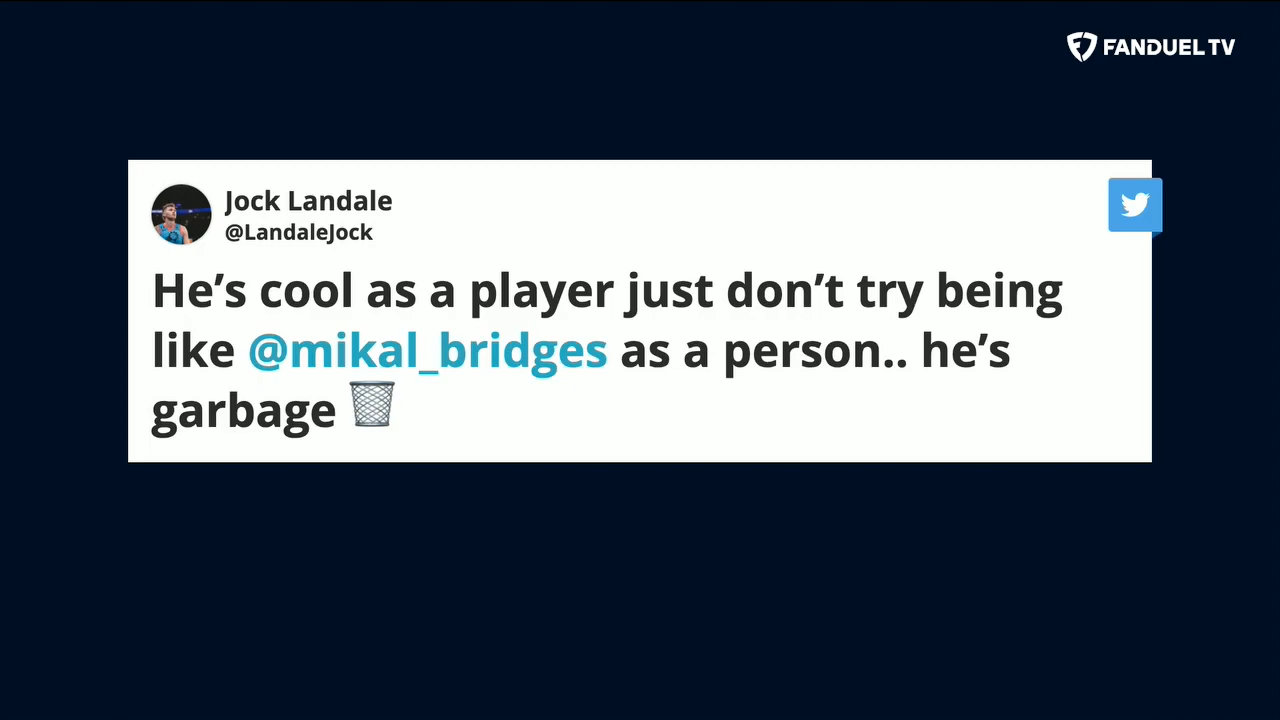 FANDUEL TV
Jock Landale
@LandaleJock
He’s cool as a player just don’t try being
like @mikal_bridges as a person.. he’s
garbage 🗑️